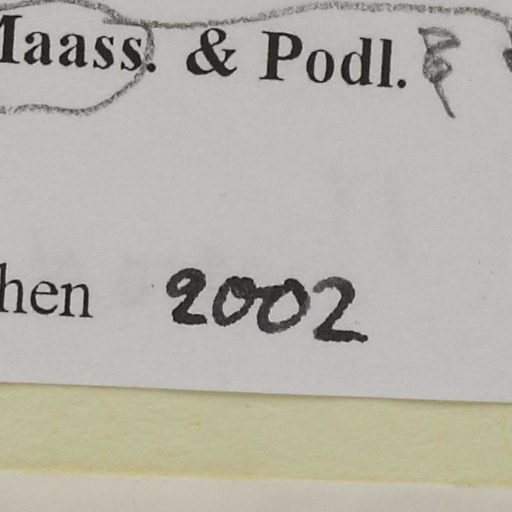 Maass. & Podl.
hen 2002